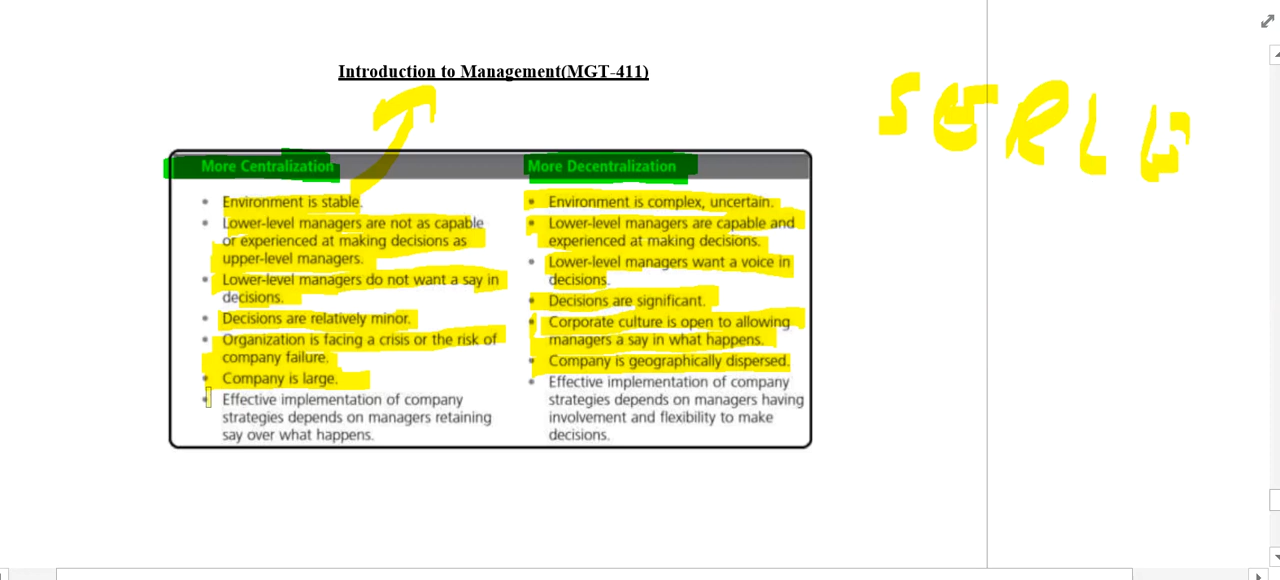 Introduction to Management(MGT-411)
More Centralization
• Environment is stable.
• Lower-level managers are not as capable
or experienced at making decisions as
upper-level managers.
• Lower-level managers do not want a say in
decisions.
• Decisions are relatively minor.
• Organization is facing a crisis or the risk of
company failure.
• Company is large.
• Effective implementation of company
strategies depends on managers retaining
say over what happens.
More Decentralization
• Environment is complex, uncertain.
• Lower-level managers are capable and
experienced at making decisions.
• Lower-level managers want a voice in
decisions.
• Decisions are significant.
• Corporate culture is open to allowing
managers a say in what happens.
• Company is geographically dispersed.
• Effective implementation of company
strategies depends on managers having
involvement and flexibility to make
decisions.